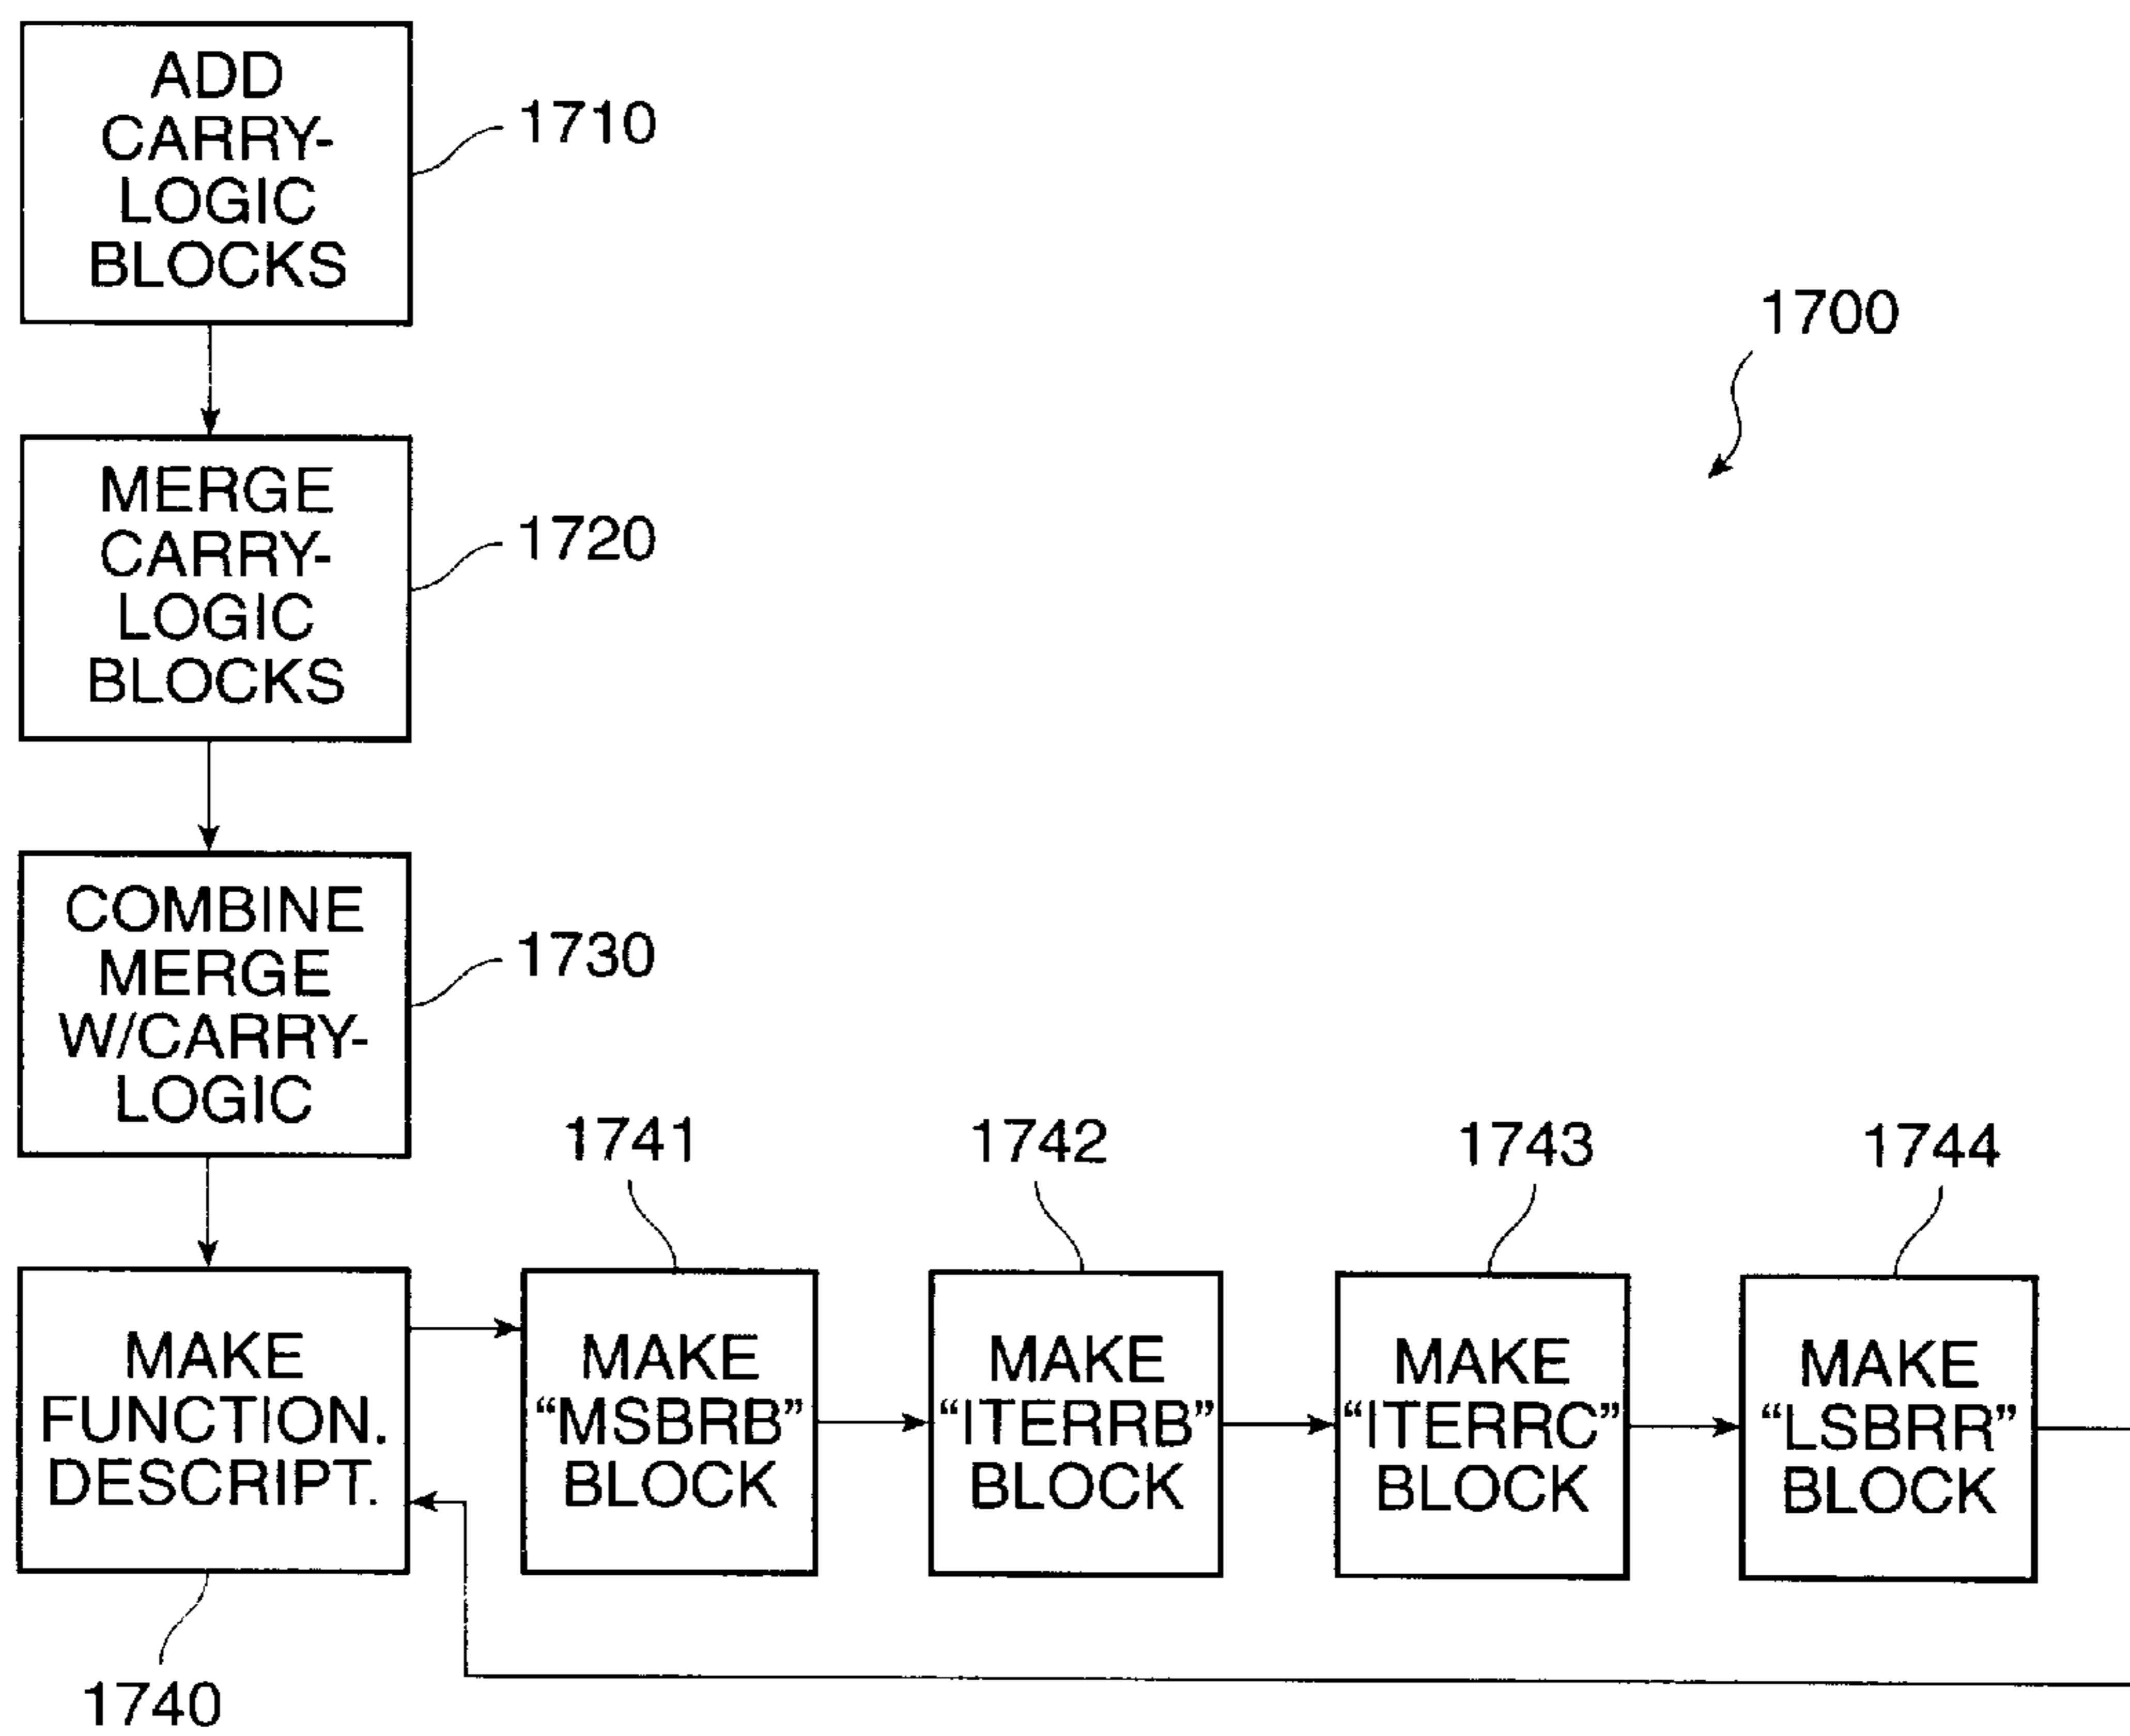 ADD
CARRY-
LOGIC
BLOCKS
1710
1700
MERGE
CARRY-
LOGIC
BLOCKS
1720
COMBINE
MERGE
W/CARRY-
LOGIC
1730
1741
1742
1743
1744
MAKE
FUNCTION.
DESCRIPT.
MAKE
“MSBRB”
BLOCK
MAKE
“ITERRB”
BLOCK
MAKE
“ITERRC”
BLOCK
MAKE
“LSBRR”
BLOCK
1740